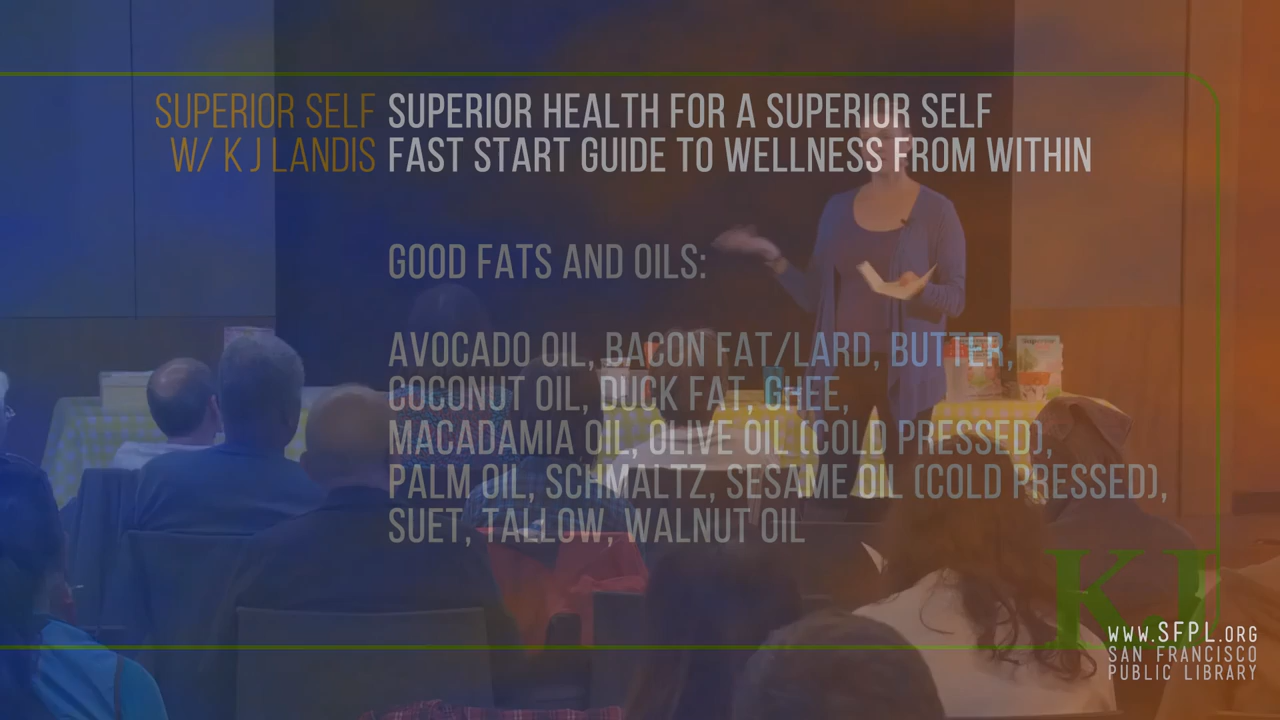 SUPERIOR SELF SUPERIOR HEALTH FOR A SUPERIOR SELF
W/ KJ LANDIS FAST START GUIDE TO WELLNESS FROM WITHIN
GOOD FATS AND OILS:
AVOCADO OIL, BACON FAT/LARD, BUTTER,
COCONUT OIL, DUCK FAT, GHEE,
MACADAMIA OIL, OLIVE OIL (COLD PRESSED),
PALM OIL, SCHMALTZ, SESAME OIL (COLD PRESSED),
SUET, TALLOW, WALNUT OIL
KJ
WWW.SFPL.ORG
SAN FRANCISCO
PUBLIC LIBRARY